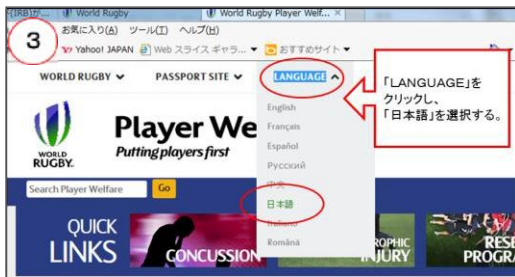 World Rugby
World Rugby Player Welf...
3
お気に入り(A) ツール(T) ヘルプ(H)
Yahoo! JAPAN Web スライス ギャラ... おすすめサイト
WORLD RUGBY PASSPORT SITE LANGUAGE
「LANGUAGE」を
クリックし、
「日本語」を選択する。
English
Français
Español
Русский
中文
日本語
Italiano
Română
WORLD
RUGBY.
Player We
Putting players first
Search Player Welfare Go
QUICK
LINKS
CONCUSSION
ROPHIC
INJURY
RESE
PROGRA